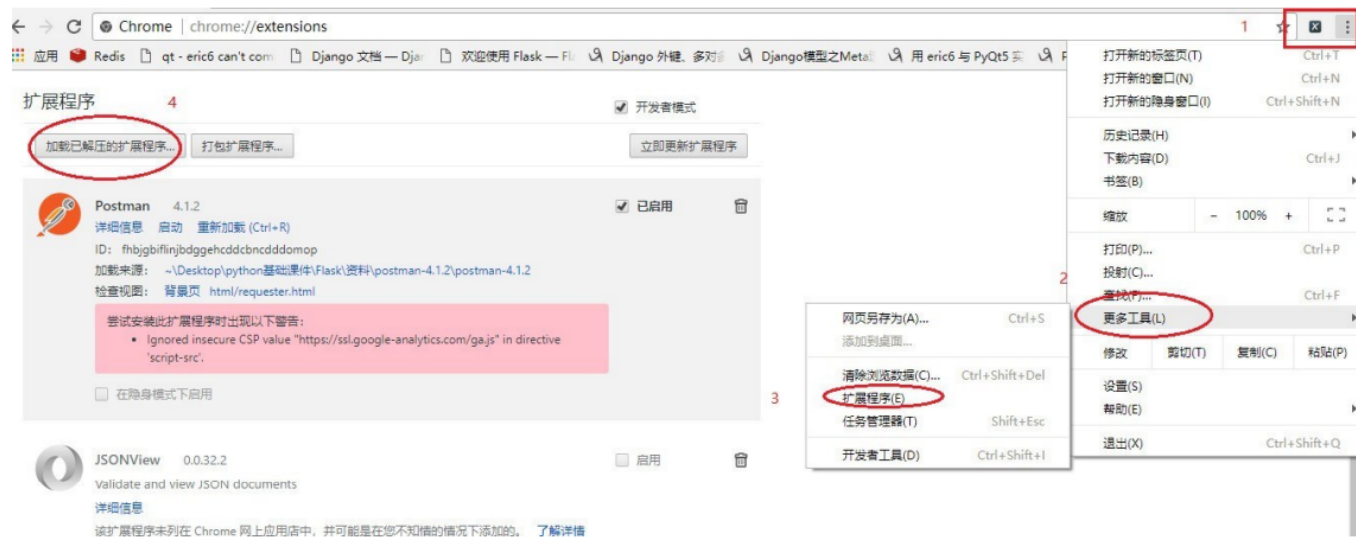 Chrome | chrome://extensions
1
应用 Redis qt - eric6 can't com Django 文档 — Djan 欢迎使用 Flask — Fl Django 外键、多对 Django模型之Meta 用 eric6 与 PyQt5 实
扩展程序
4
开发者模式
加载已解压的扩展程序... 打包扩展程序... 立即更新扩展程序
Postman 4.1.2
已启用
详细信息 启动 重新加载 (Ctrl+R)
ID: fhbjgbiflinjbdggehcddcbncdddomop
加载来源: ~\Desktop\python基础课件\Flask\资料\postman-4.1.2\postman-4.1.2
检查视图: 背景页 html/requester.html
尝试安装此扩展程序时出现以下警告:
• Ignored insecure CSP value "https://ssl.google-analytics.com/ga.js" in directive
'script-src'.
在隐身模式下启用
JSONView 0.0.32.2
启用
Validate and view JSON documents
详细信息
该扩展程序未列在 Chrome 网上应用店中，并可能是在您不知情的情况下添加的。 了解详情
打开新的标签页(T) Ctrl+T
打开新的窗口(N) Ctrl+N
打开新的隐身窗口(I) Ctrl+Shift+N
历史记录(H)
下载内容(D) Ctrl+J
书签(B)
缩放 - 100% +
打印(P)... Ctrl+P
投射(C)...
2
查找(F)... Ctrl+F
更多工具(L)
修改 剪切(T) 复制(C) 粘贴(P)
设置(S)
帮助(E)
退出(X) Ctrl+Shift+Q
网页另存为(A)... Ctrl+S
添加到桌面...
清除浏览数据(C)... Ctrl+Shift+Del
3
扩展程序(E)
任务管理器(T) Shift+Esc
开发者工具(D) Ctrl+Shift+I